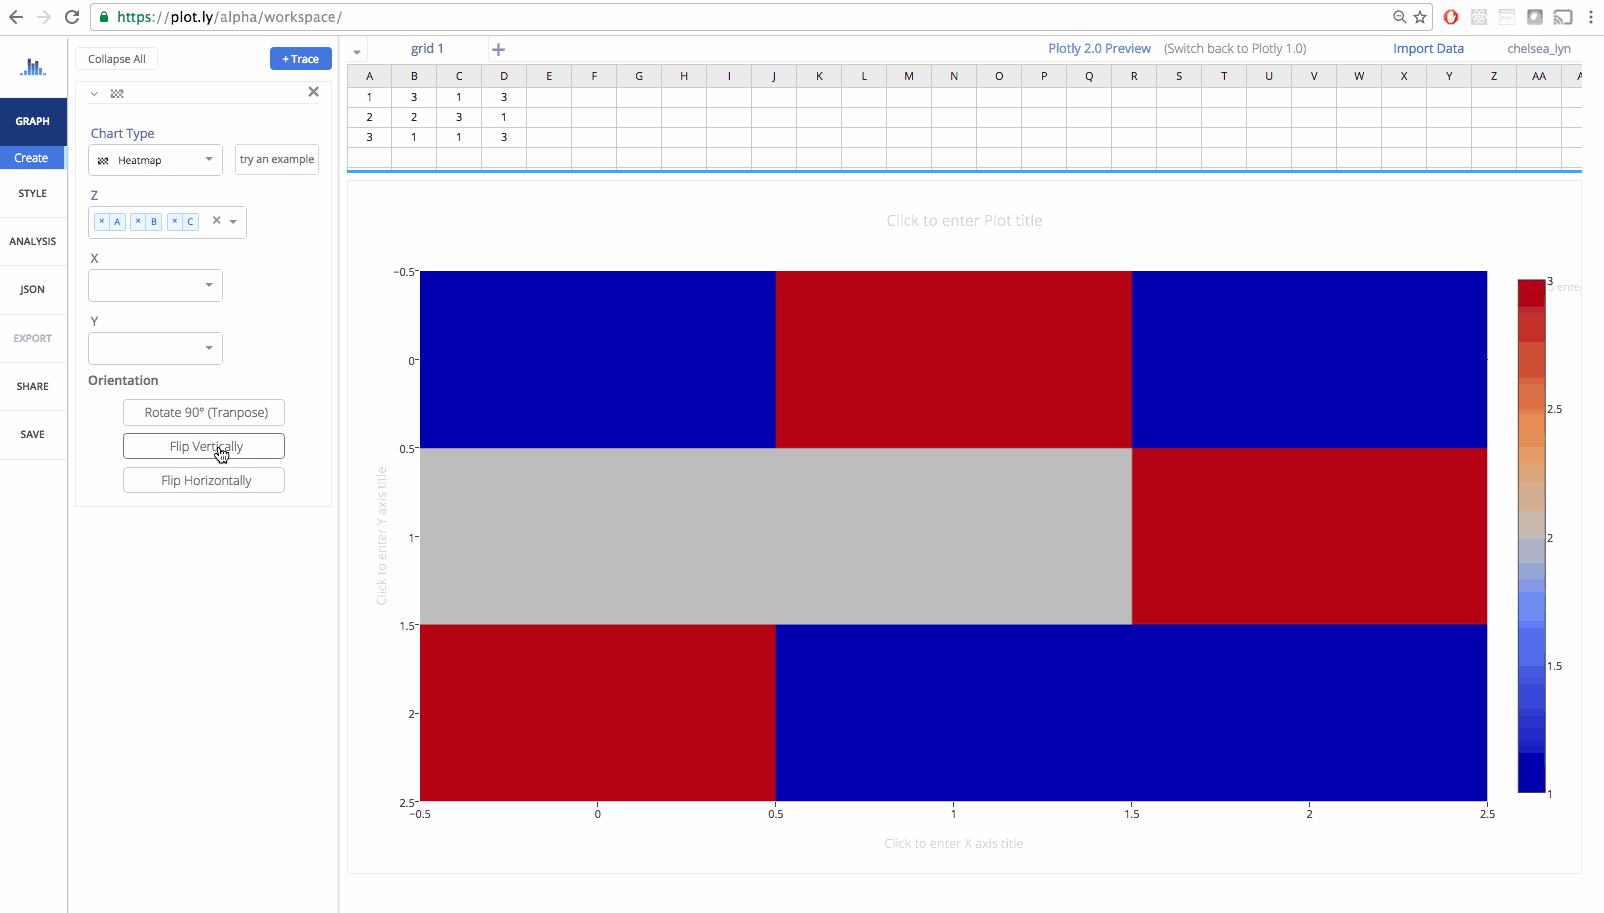 https://plot.ly/alpha/workspace/
Collapse All
+ Trace
grid 1
Plotly 2.0 Preview
(Switch back to Plotly 1.0)
Import Data
chelsea_lyn
A B C D E F G H I J K L M N O P Q R S T U V W X Y Z AA
1 3 1 3
2 2 3 1
3 1 1 3
GRAPH
Create
STYLE
ANALYSIS
JSON
EXPORT
SHARE
SAVE
Chart Type
Heatmap
try an example
Z
× A × B × C ×
X
Y
Orientation
Rotate 90° (Tranpose)
Flip Vertically
Flip Horizontally
Click to enter Plot title
−0.5
0
0.5
1
1.5
2
2.5
Click to enter Y axis title
−0.5 0 0.5 1 1.5 2 2.5
Click to enter X axis title
3
2.5
2
1.5
1